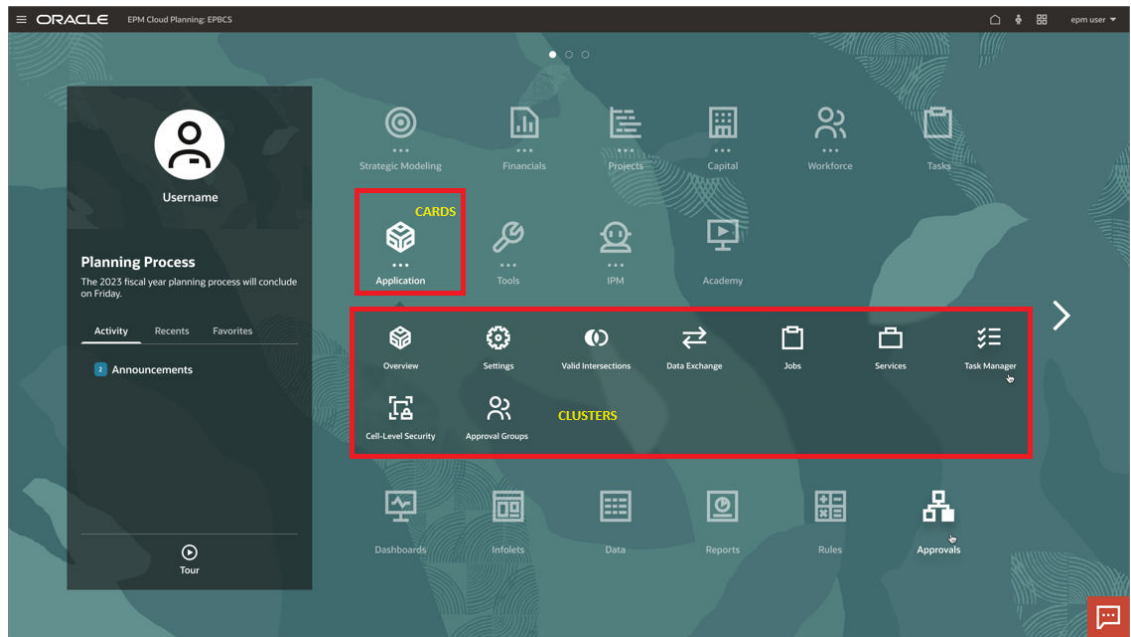 ORACLE EPM Cloud Planning: EPBCS epm user
Username
Planning Process
The 2023 fiscal year planning process will conclude
on Friday.
Activity Recents Favorites
2 Announcements
Tour
Strategic Modeling Financials Projects Capital Workforce Tasks
CARDS
Application Tools IPM Academy
Overview Settings Valid Intersections Data Exchange Jobs Services Task Manager
CLUSTERS
Cell-Level Security Approval Groups
Dashboards Infolets Data Reports Rules Approvals